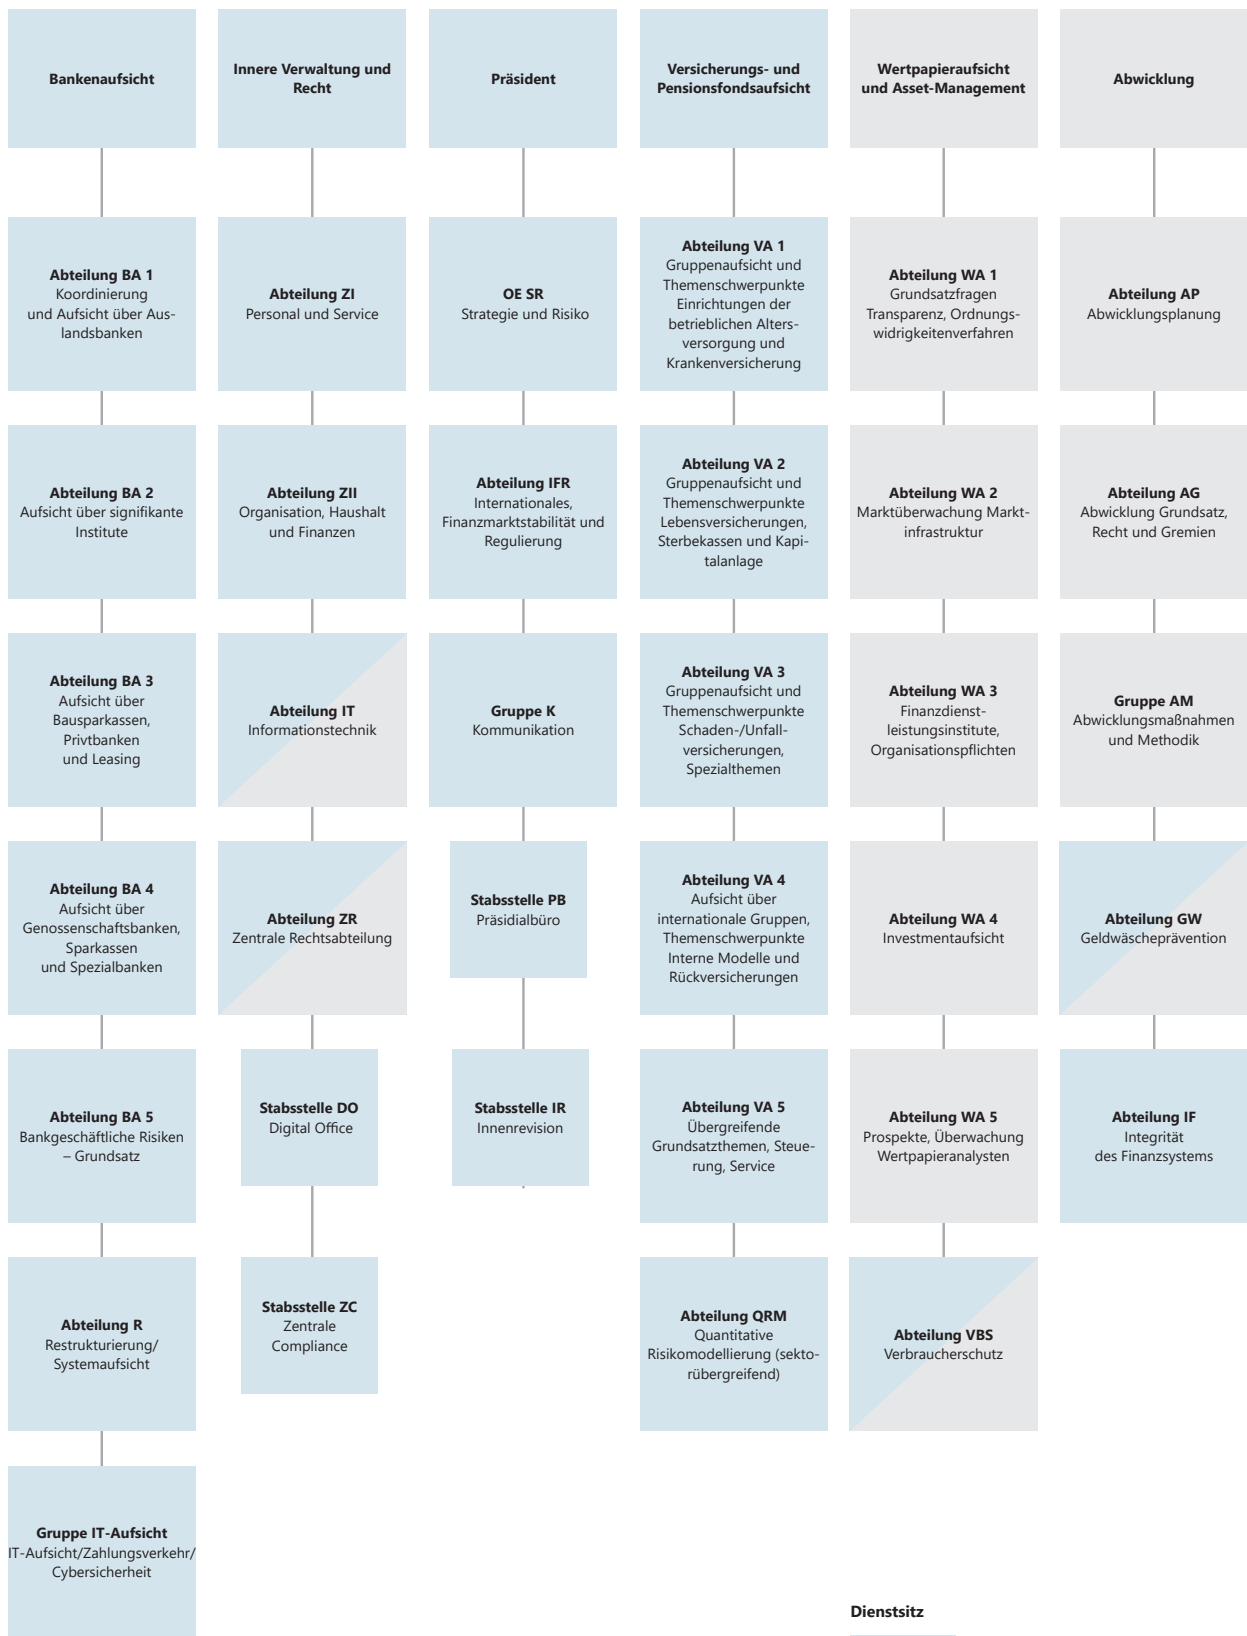 Bankenaufsicht
Innere Verwaltung und
Recht
Präsident
Versicherungs- und
Pensionsfondsaufsicht
Wertpapieraufsicht
und Asset-Management
Abwicklung
Abteilung BA 1
Koordinierung
und Aufsicht über Aus-
landsbanken
Abteilung ZI
Personal und Service
OE SR
Strategie und Risiko
Abteilung VA 1
Gruppenaufsicht und
Themenschwerpunkte
Einrichtungen der
betrieblichen Alters-
versorgung und
Krankenversicherung
Abteilung WA 1
Grundsatzfragen
Transparenz, Ordnungs-
widrigkeitenverfahren
Abteilung AP
Abwicklungsplanung
Abteilung BA 2
Aufsicht über signifikante
Institute
Abteilung ZII
Organisation, Haushalt
und Finanzen
Abteilung IFR
Internationales,
Finanzmarktstabilität und
Regulierung
Abteilung VA 2
Gruppenaufsicht und
Themenschwerpunkte
Lebensversicherungen,
Sterbekassen und Kapi-
talanlage
Abteilung WA 2
Marktüberwachung Markt-
infrastruktur
Abteilung AG
Abwicklung Grundsatz,
Recht und Gremien
Abteilung BA 3
Aufsicht über
Bausparkassen,
Privtbanken
und Leasing
Abteilung IT
Informationstechnik
Gruppe K
Kommunikation
Abteilung VA 3
Gruppenaufsicht und
Themenschwerpunkte
Schaden-/Unfall-
versicherungen,
Spezialthemen
Abteilung WA 3
Finanzdienst-
leistungsinstitute,
Organisationspflichten
Gruppe AM
Abwicklungsmaßnahmen
und Methodik
Abteilung BA 4
Aufsicht über
Genossenschaftsbanken,
Sparkassen
und Spezialbanken
Abteilung ZR
Zentrale Rechtsabteilung
Stabsstelle PB
Präsidialbüro
Abteilung VA 4
Aufsicht über
internationale Gruppen,
Themenschwerpunkte
Interne Modelle und
Rückversicherungen
Abteilung WA 4
Investmentaufsicht
Abteilung GW
Geldwäscheprävention
Abteilung BA 5
Bankgeschäftliche Risiken
– Grundsatz
Stabsstelle DO
Digital Office
Stabsstelle IR
Innenrevision
Abteilung VA 5
Übergreifende
Grundsatzthemen, Steue-
rung, Service
Abteilung WA 5
Prospekte, Überwachung
Wertpapieranalysten
Abteilung IF
Integrität
des Finanzsystems
Abteilung R
Restrukturierung/
Systemaufsicht
Stabsstelle ZC
Zentrale
Compliance
Abteilung QRM
Quantitative
Risikomodellierung (sekto-
rübergreifend)
Abteilung VBS
Verbraucherschutz
Gruppe IT-Aufsicht
IT-Aufsicht/Zahlungsverkehr/
Cybersicherheit
Dienstsitz